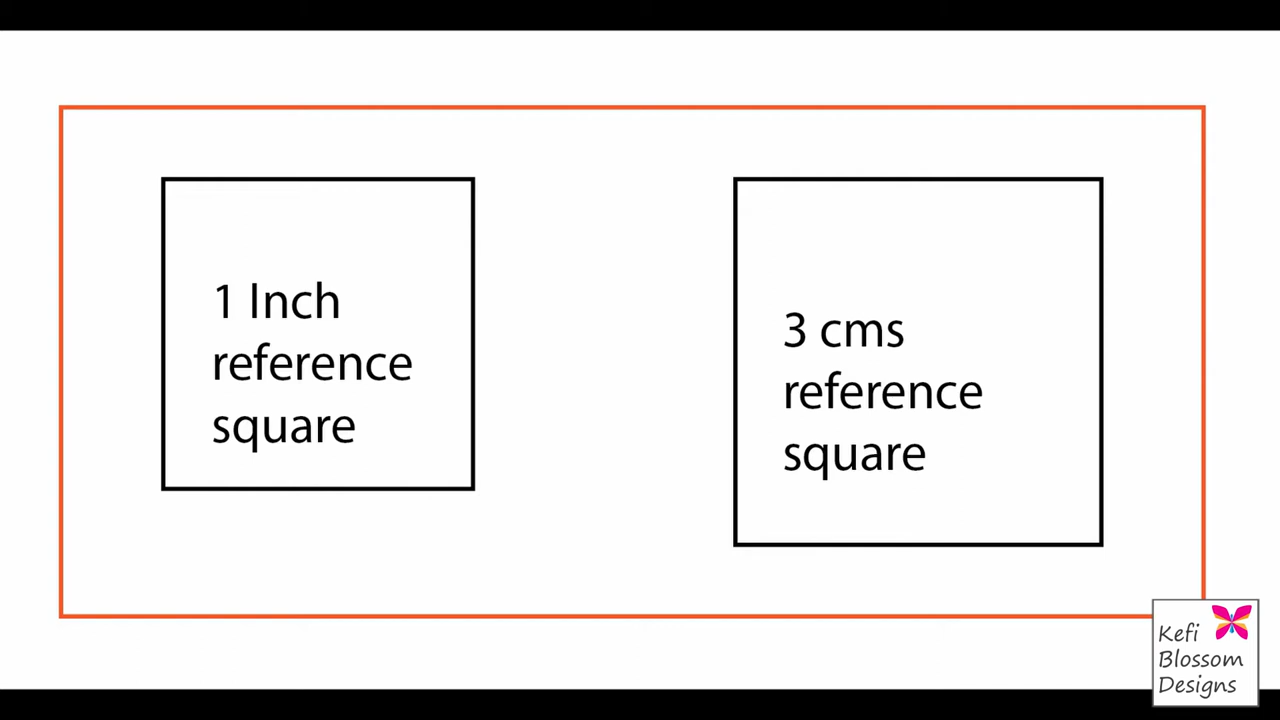 1 Inch
reference
square
3 cms
reference
square
Kefi
Blossom
Designs